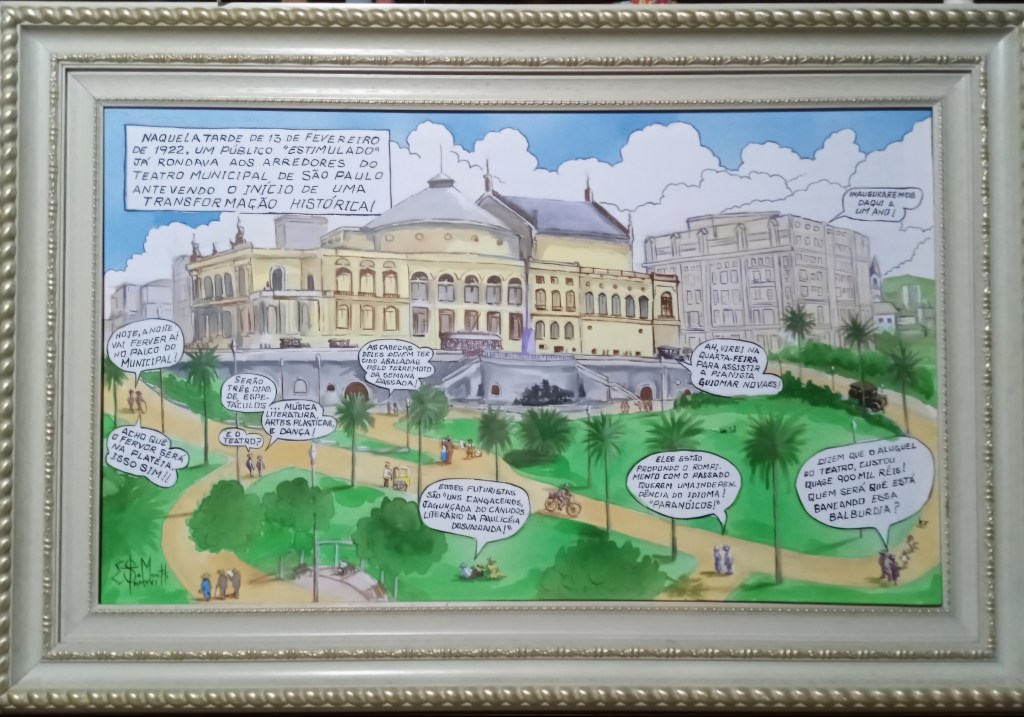 NAQUELA TARDE DE 13 DE FEVEREIRO
DE 1922, UM PÚBLICO "ESTIMULADO"
JÁ RONDAVA AOS ARREDORES DO
TEATRO MUNICIPAL DE SÃO PAULO
ANTEVENDO O INÍCIO DE UMA
TRANSFORMAÇÃO HISTÓRICA!
INAUGURAREMOS
DAQUI A
UM ANO!
HOJE, A NOITE
VAI FERVER AÍ
NO PALCO DO
MUNICIPAL!
AS CABEÇAS
DELES DEVEM TER
SIDO ABALADAS
PELO TERREMOTO
DA SEMANA
PASSADA!
AH, VIREI NA
QUARTA-FEIRA
PARA ASSISTIR
A PIANISTA
GUIOMAR NOVAES!
SERÃO
TRÊS DIAS
DE ESPE-
TÁCULOS
... MÚSICA
LITERATURA,
ARTES PLÁSTICAS,
E DANÇA!
E O
TEATRO?
ACHO QUE
O FERVOR SERÁ
NA PLATÉIA,
ISSO SIM!!
ESSES FUTURISTAS
SÃO "UNS CANGACEIROS
DA
LITERÁRIO DA PAULICÉIA
DESVAIRADA!"
ELES ESTÃO
PROPONDO O ROMPI-
MENTO COM O PASSADO
QUEREM UMA INDEPEN
DÊNCIA DO IDIOMA!
"PARANÓICOS!"
DIZEM QUE O ALUGUEL
DO TEATRO, CUSTOU
QUASE 900 MIL RÉIS!
QUEM SERÁ QUE ESTÁ
BANCANDO ESSA
BALBURDIA?